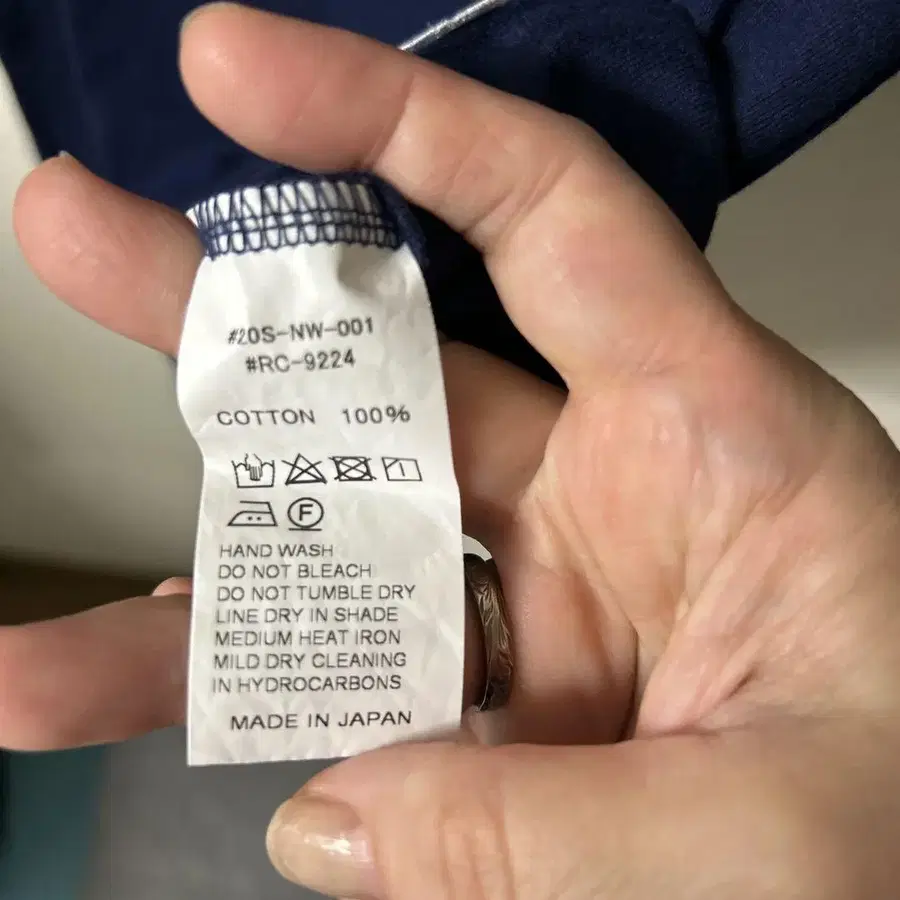 #20S-NW-001
#RC-9224
COTTON 100%
F
HAND WASH
DO NOT BLEACH
DO NOT TUMBLE DRY
LINE DRY IN SHADE
MEDIUM HEAT IRON
MILD DRY CLEANING
IN HYDROCARBONS
MADE IN JAPAN